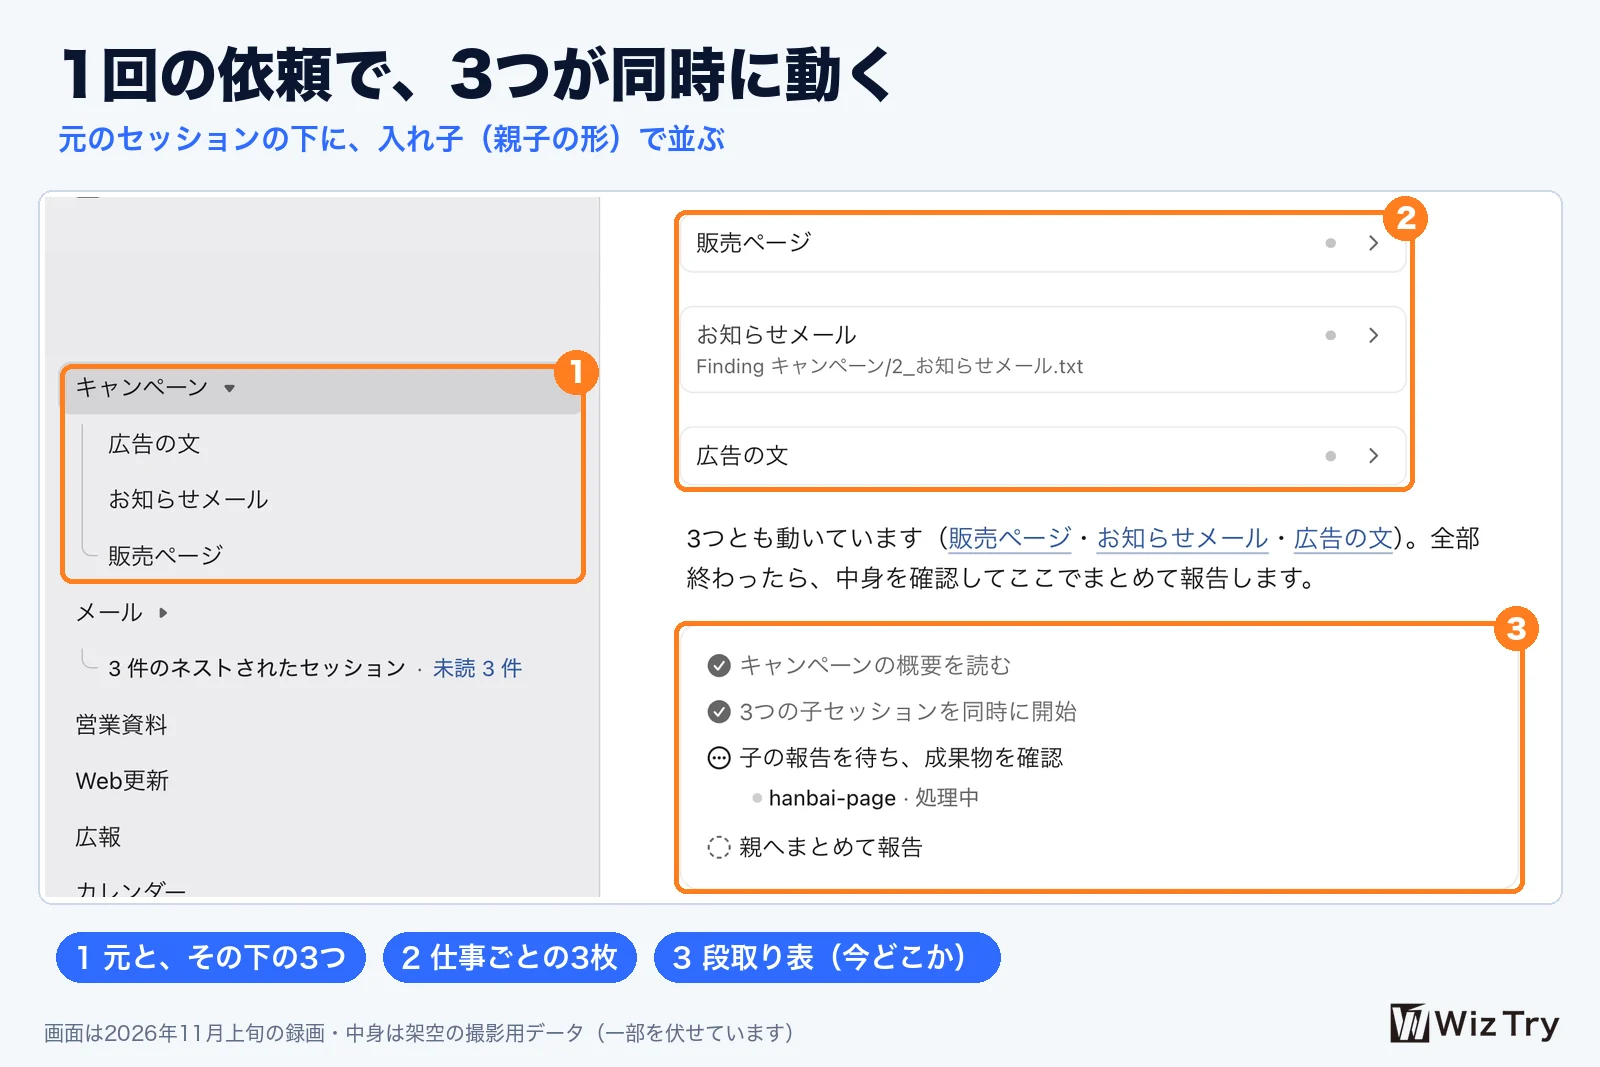 1回の依頼で、3つが同時に動く
元のセッションの下に、入れ子（親子の形）で並ぶ
1
キャンペーン
広告の文
お知らせメール
販売ページ
メール
3 件のネストされたセッション · 未読 3 件
営業資料
Web更新
広報
カレンダー
2
販売ページ
お知らせメール
Finding キャンペーン/2_お知らせメール.txt
広告の文
3つとも動いています（販売ページ・お知らせメール・広告の文）。全部
終わったら、中身を確認してここでまとめて報告します。
3
キャンペーンの概要を読む
3つの子セッションを同時に開始
子の報告を待ち、成果物を確認
hanbai-page · 処理中
親へまとめて報告
1 元と、その下の3つ
2 仕事ごとの3枚
3 段取り表（今どこか）
画面は2026年11月上旬の録画・中身は架空の撮影用データ（一部を伏せています）
Wiz Try